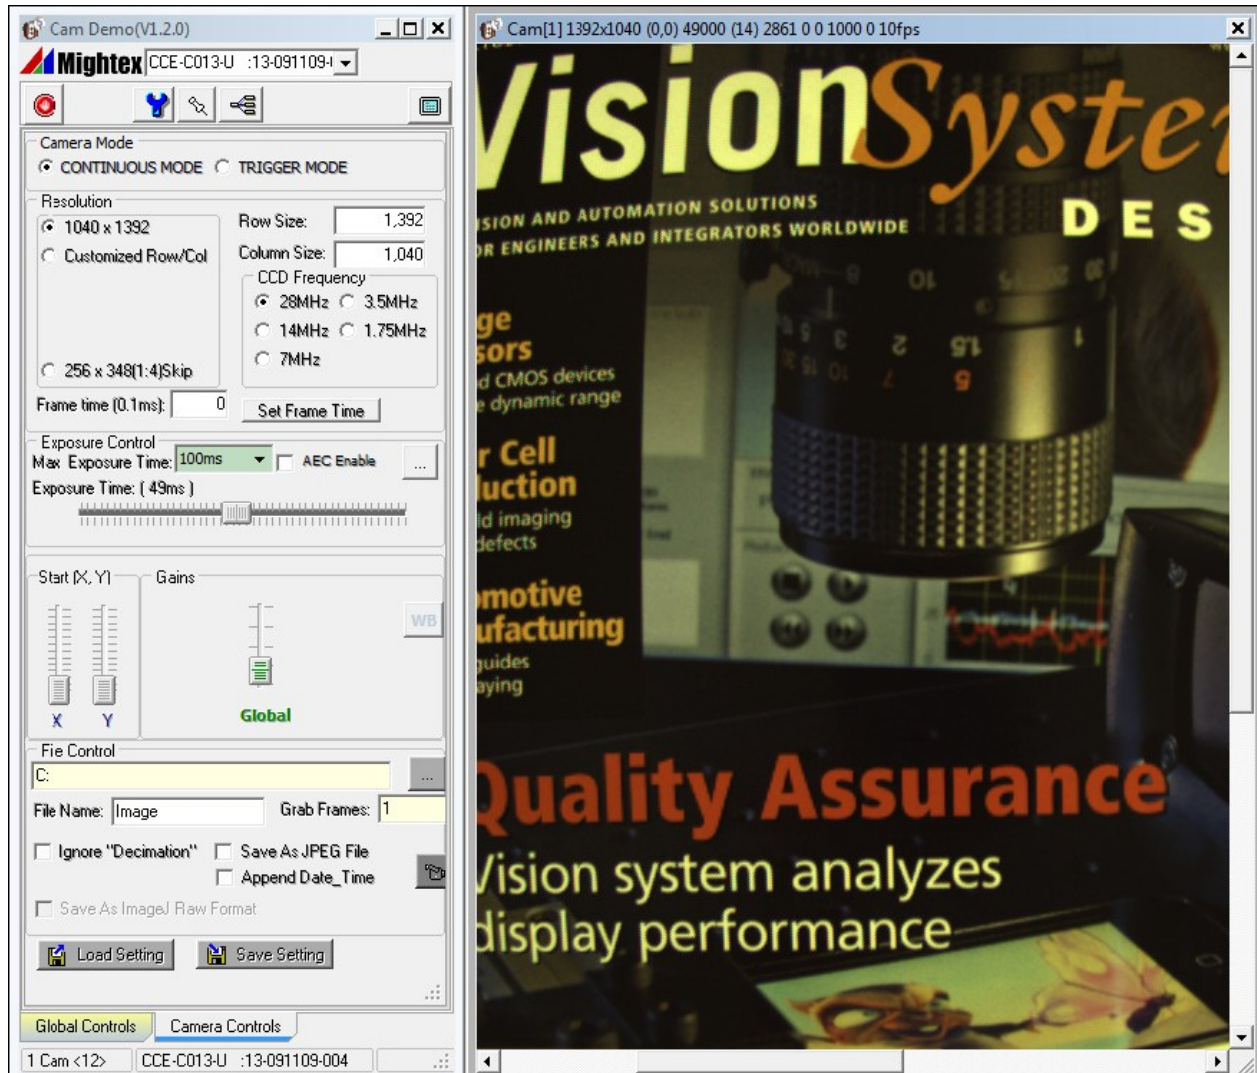 Cam Demo(V1.2.0)
Mightex
CCE-C013-U :13-091109-
Camera Mode
CONTINUOUS MODE
TRIGGER MODE
Resolution
1040 x 1392
Customized Row/Col
256 x 348(1:4)Skip
Row Size: 1,392
Column Size: 1,040
CCD Frequency
28MHz
3.5MHz
14MHz
1.75MHz
7MHz
Frame time (0.1ms): 0
Set Frame Time
Exposure Control
Max Exposure Time: 100ms
AEC Enable
...
Exposure Time: ( 49ms )
Start (X, Y)
X
Y
Gains
WB
Global
File Control
C:
...
File Name: Image
Grab Frames: 1
Ignore "Decimation"
Save As JPEG File
Append Date_Time
Save As ImageJ Raw Format
Load Setting
Save Setting
Global Controls
Camera Controls
1 Cam <12>
CCE-C013-U :13-091109-004
Cam[1] 1392x1040 (0,0) 49000 (14) 2861 0 0 1000 0 10fps
Vision Syste
DES
ISION AND AUTOMATION SOLUTIONS
OR ENGINEERS AND INTEGRATORS WORLDWIDE
ge
sors
d CMOS devices
e dynamic range
r Cell
duction
ld imaging
defects
omotive
ufacturing
guides
aying
Quality Assurance
Vision system analyzes
display performance